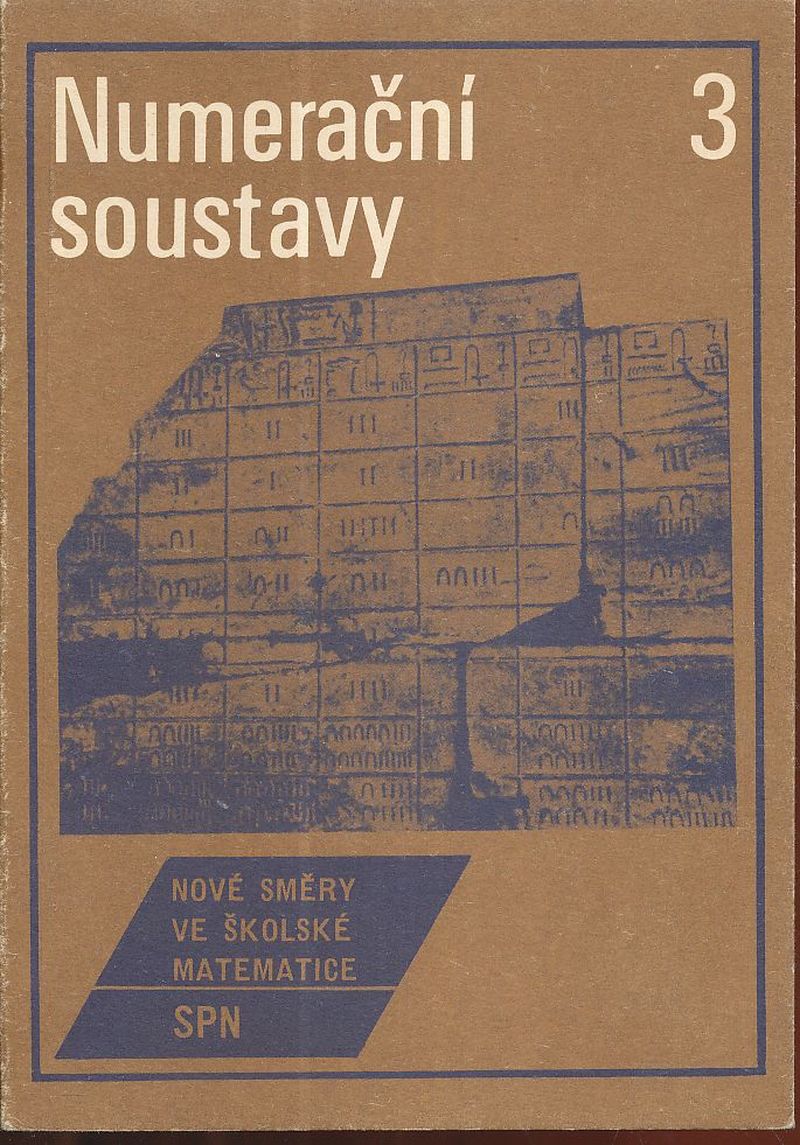 Numerační 3
soustavy
NOVÉ SMĚRY
VE ŠKOLSKÉ
MATEMATICE
SPN